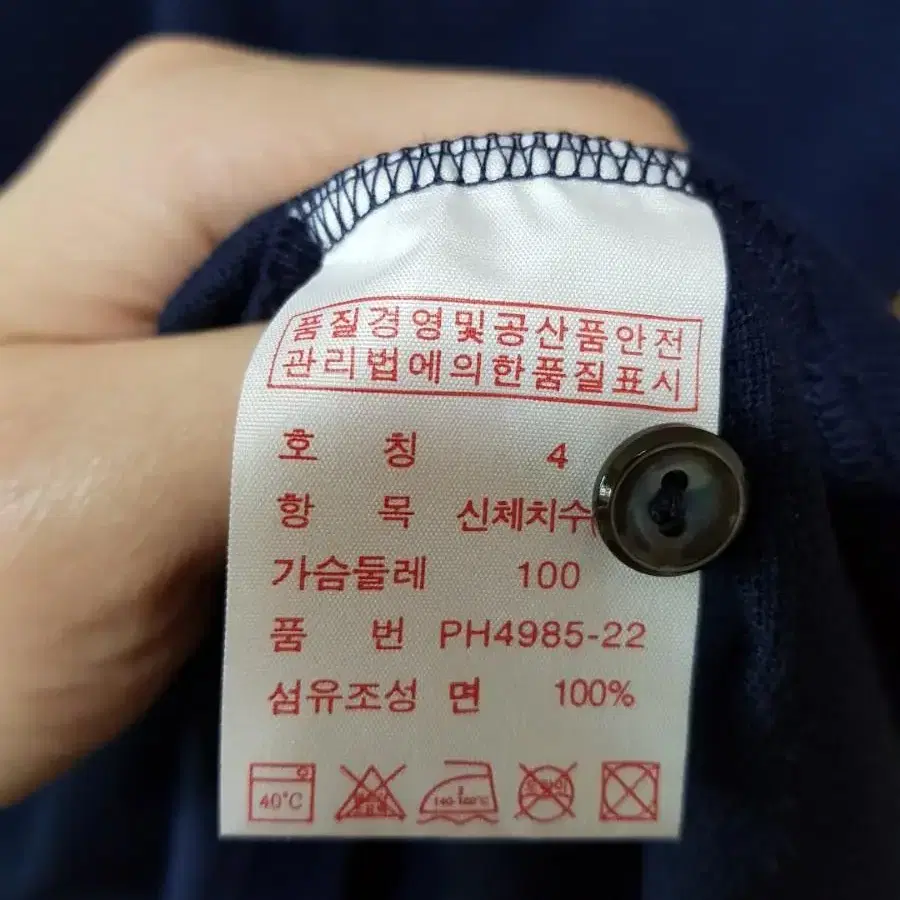 품질경영및공산품안전
관리법에의한품질표시
호 칭 4
항 목 신체치수
가슴둘레 100
품 번 PH4985-22
섬유조성 면 100%
40°C